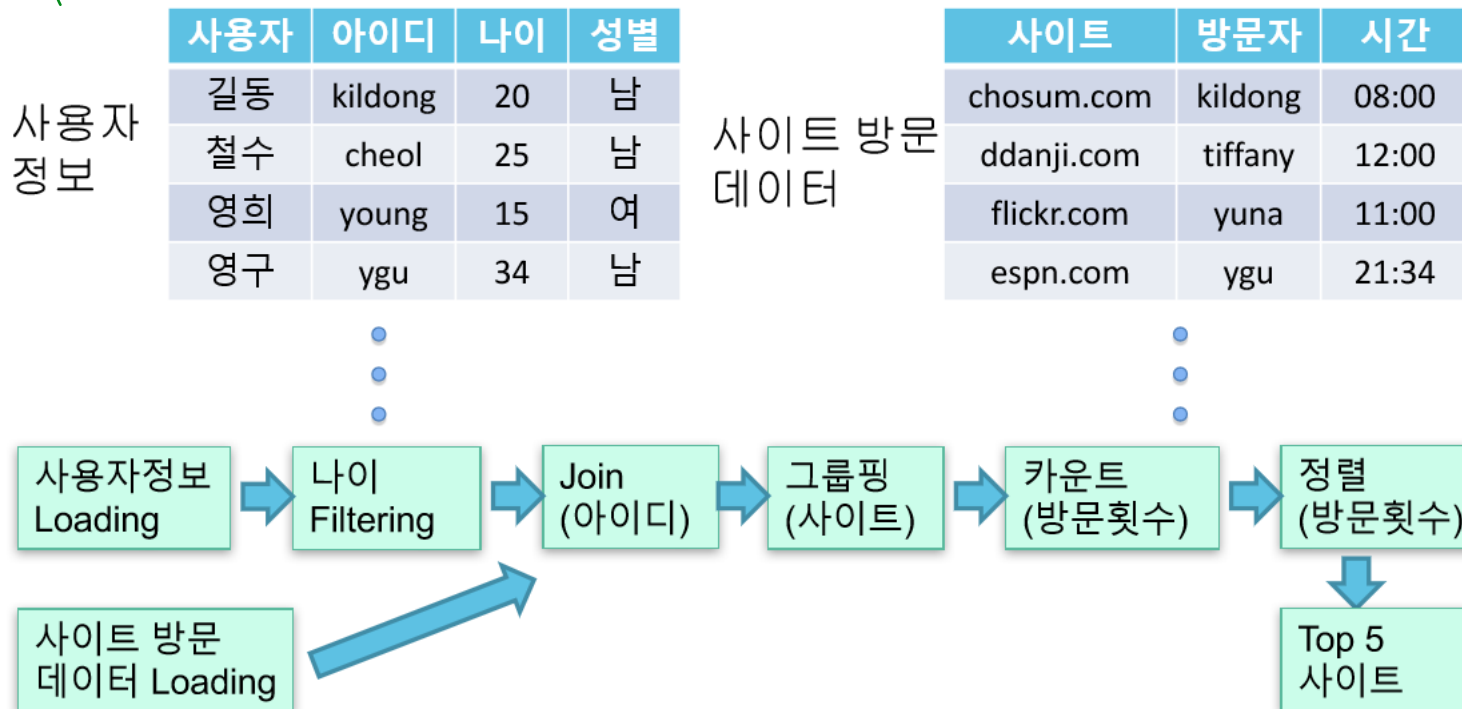 사용자 정보
사용자 아이디 나이 성별
길동 kildong 20 남
철수 cheol 25 남
영희 young 15 여
영구 ygu 34 남
사이트 방문
데이터
사이트 방문자 시간
chosum.com kildong 08:00
ddanji.com tiffany 12:00
flickr.com yuna 11:00
espn.com ygu 21:34
사용자정보
Loading
나이
Filtering
Join
(아이디)
그룹핑
(사이트)
카운트
(방문횟수)
정렬
(방문횟수)
사이트 방문
데이터 Loading
Top 5
사이트